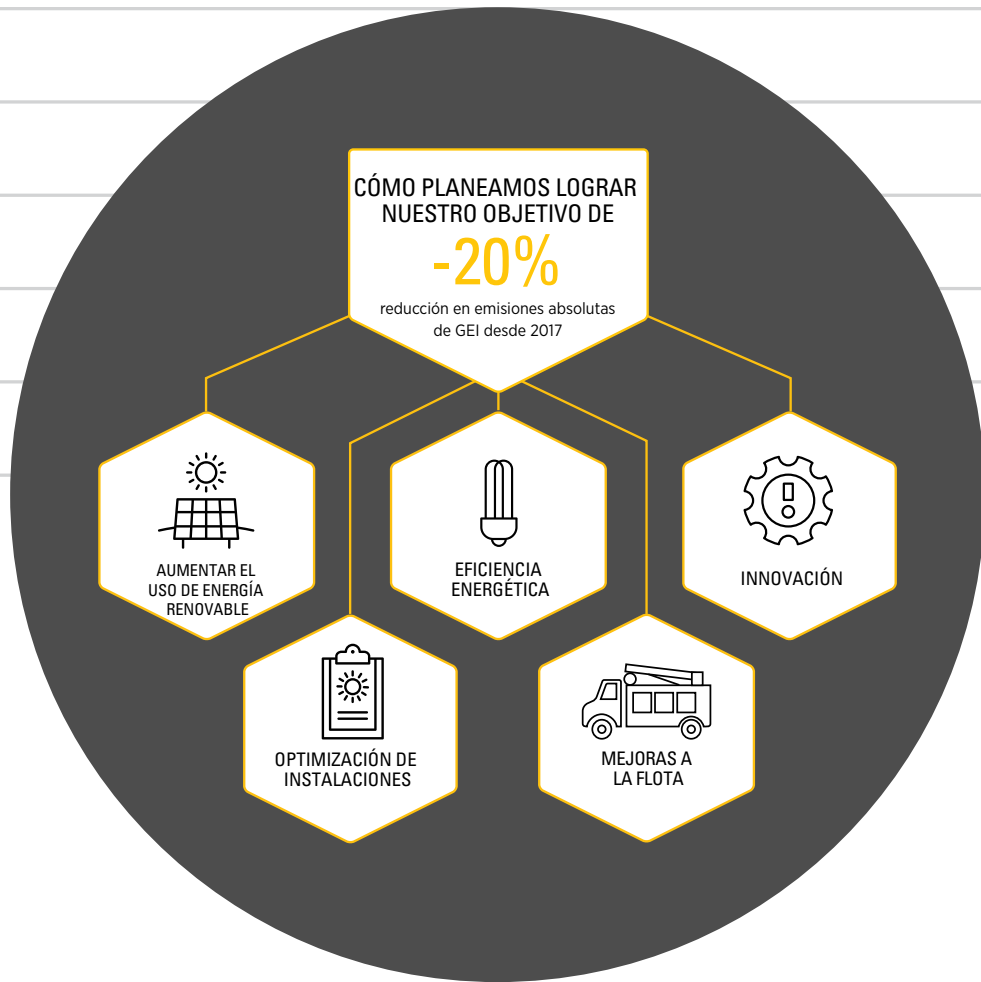 CÓMO PLANEAMOS LOGRAR
NUESTRO OBJETIVO DE
-20%
reducción en emisiones absolutas
de GEI desde 2017
AUMENTAR EL
USO DE ENERGÍA
RENOVABLE
EFICIENCIA
ENERGÉTICA
INNOVACIÓN
OPTIMIZACIÓN DE
INSTALACIONES
MEJORAS A
LA FLOTA